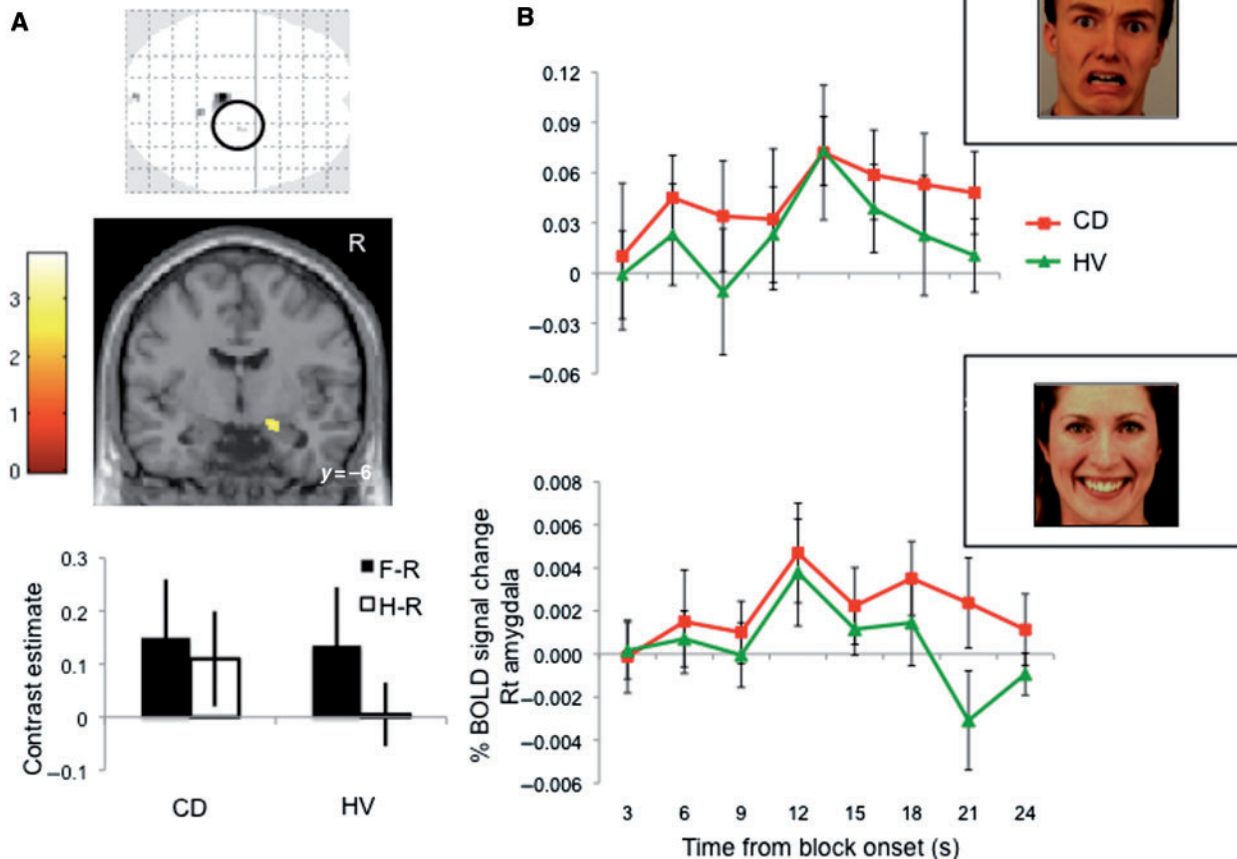 A
R
3
2
1
0
y = –6
0.3
0.2
0.1
0
–0.1
Contrast estimate
F-R
H-R
CD
HV
B
0.12
0.09
0.06
0.03
0
–0.03
–0.06
CD
HV
0.008
0.006
0.004
0.002
0.000
–0.002
–0.004
–0.006
% BOLD signal change
Rt amygdala
3 6 9 12 15 18 21 24
Time from block onset (s)